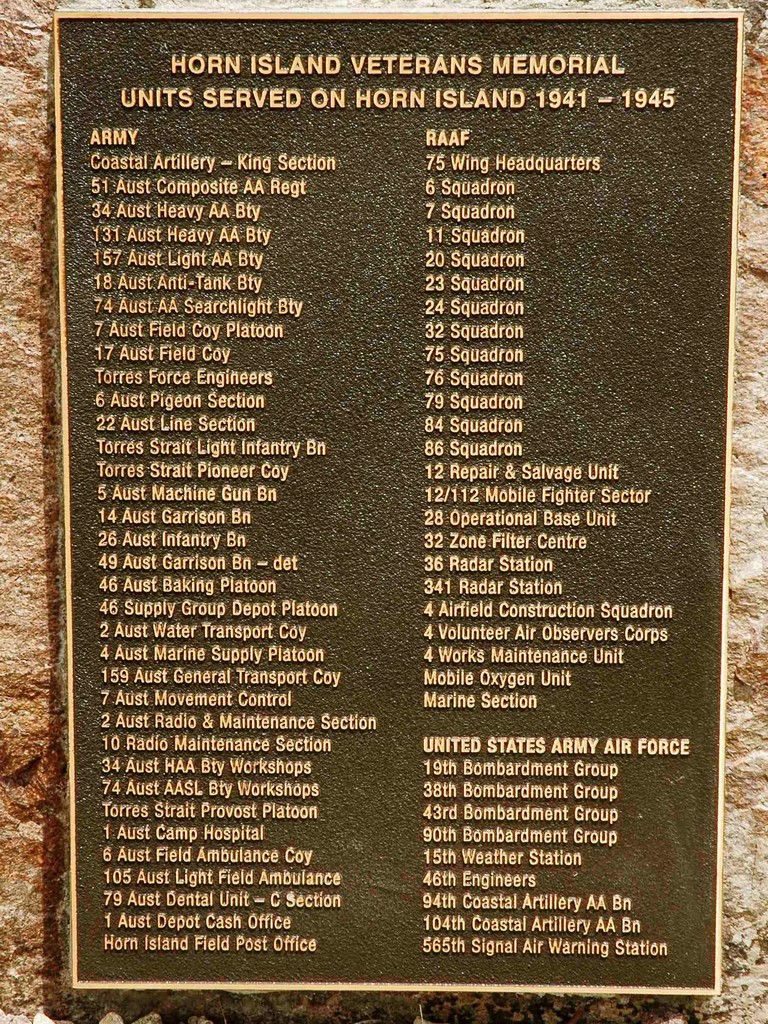 HORN ISLAND VETERANS MEMORIAL
UNITS SERVED ON HORN ISLAND 1941 – 1945
ARMY
Coastal Artillery – King Section
51 Aust Composite AA Regt
34 Aust Heavy AA Bty
131 Aust Heavy AA Bty
157 Aust Light AA Bty
18 Aust Anti-Tank Bty
74 Aust AA Searchlight Bty
7 Aust Field Coy Platoon
17 Aust Field Coy
Torres Force Engineers
6 Aust Pigeon Section
22 Aust Line Section
Torres Strait Light Infantry Bn
Torres Strait Pioneer Coy
5 Aust Machine Gun Bn
14 Aust Garrison Bn
26 Aust Infantry Bn
49 Aust Garrison Bn – det
46 Aust Baking Platoon
46 Supply Group Depot Platoon
2 Aust Water Transport Coy
4 Aust Marine Supply Platoon
159 Aust General Transport Coy
7 Aust Movement Control
2 Aust Radio & Maintenance Section
10 Radio Maintenance Section
34 Aust HAA Bty Workshops
74 Aust AASL Bty Workshops
Torres Strait Provost Platoon
1 Aust Camp Hospital
6 Aust Field Ambulance Coy
105 Aust Light Field Ambulance
79 Aust Dental Unit – C Section
1 Aust Depot Cash Office
Horn Island Field Post Office
RAAF
75 Wing Headquarters
6 Squadron
7 Squadron
11 Squadron
20 Squadron
23 Squadron
24 Squadron
32 Squadron
75 Squadron
76 Squadron
79 Squadron
84 Squadron
86 Squadron
12 Repair & Salvage Unit
12/112 Mobile Fighter Sector
28 Operational Base Unit
32 Zone Filter Centre
36 Radar Station
341 Radar Station
4 Airfield Construction Squadron
4 Volunteer Air Observers Corps
4 Works Maintenance Unit
Mobile Oxygen Unit
Marine Section
UNITED STATES ARMY AIR FORCE
19th Bombardment Group
38th Bombardment Group
43rd Bombardment Group
90th Bombardment Group
15th Weather Station
46th Engineers
94th Coastal Artillery AA Bn
104th Coastal Artillery AA Bn
565th Signal Air Warning Station